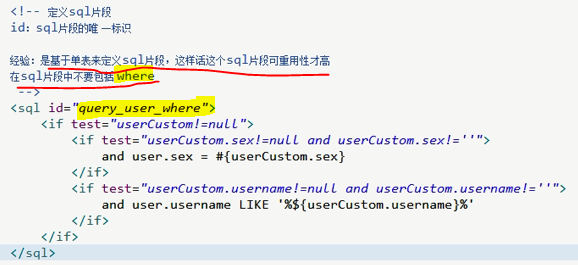 <!-- 定义sql片段
id：sql片段的唯一标识
经验：是基于单表来定义sql片段，这样话这个sql片段可重用性才高
在sql片段中不要包括 where
-->
<sql id="query_user_where">
<if test="userCustom!=null">
<if test="userCustom.sex!=null and userCustom.sex!=''">
and user.sex = #{userCustom.sex}
</if>
<if test="userCustom.username!=null and userCustom.username!=''">
and user.username LIKE '%${userCustom.username}%'
</if>
</if>
</sql>